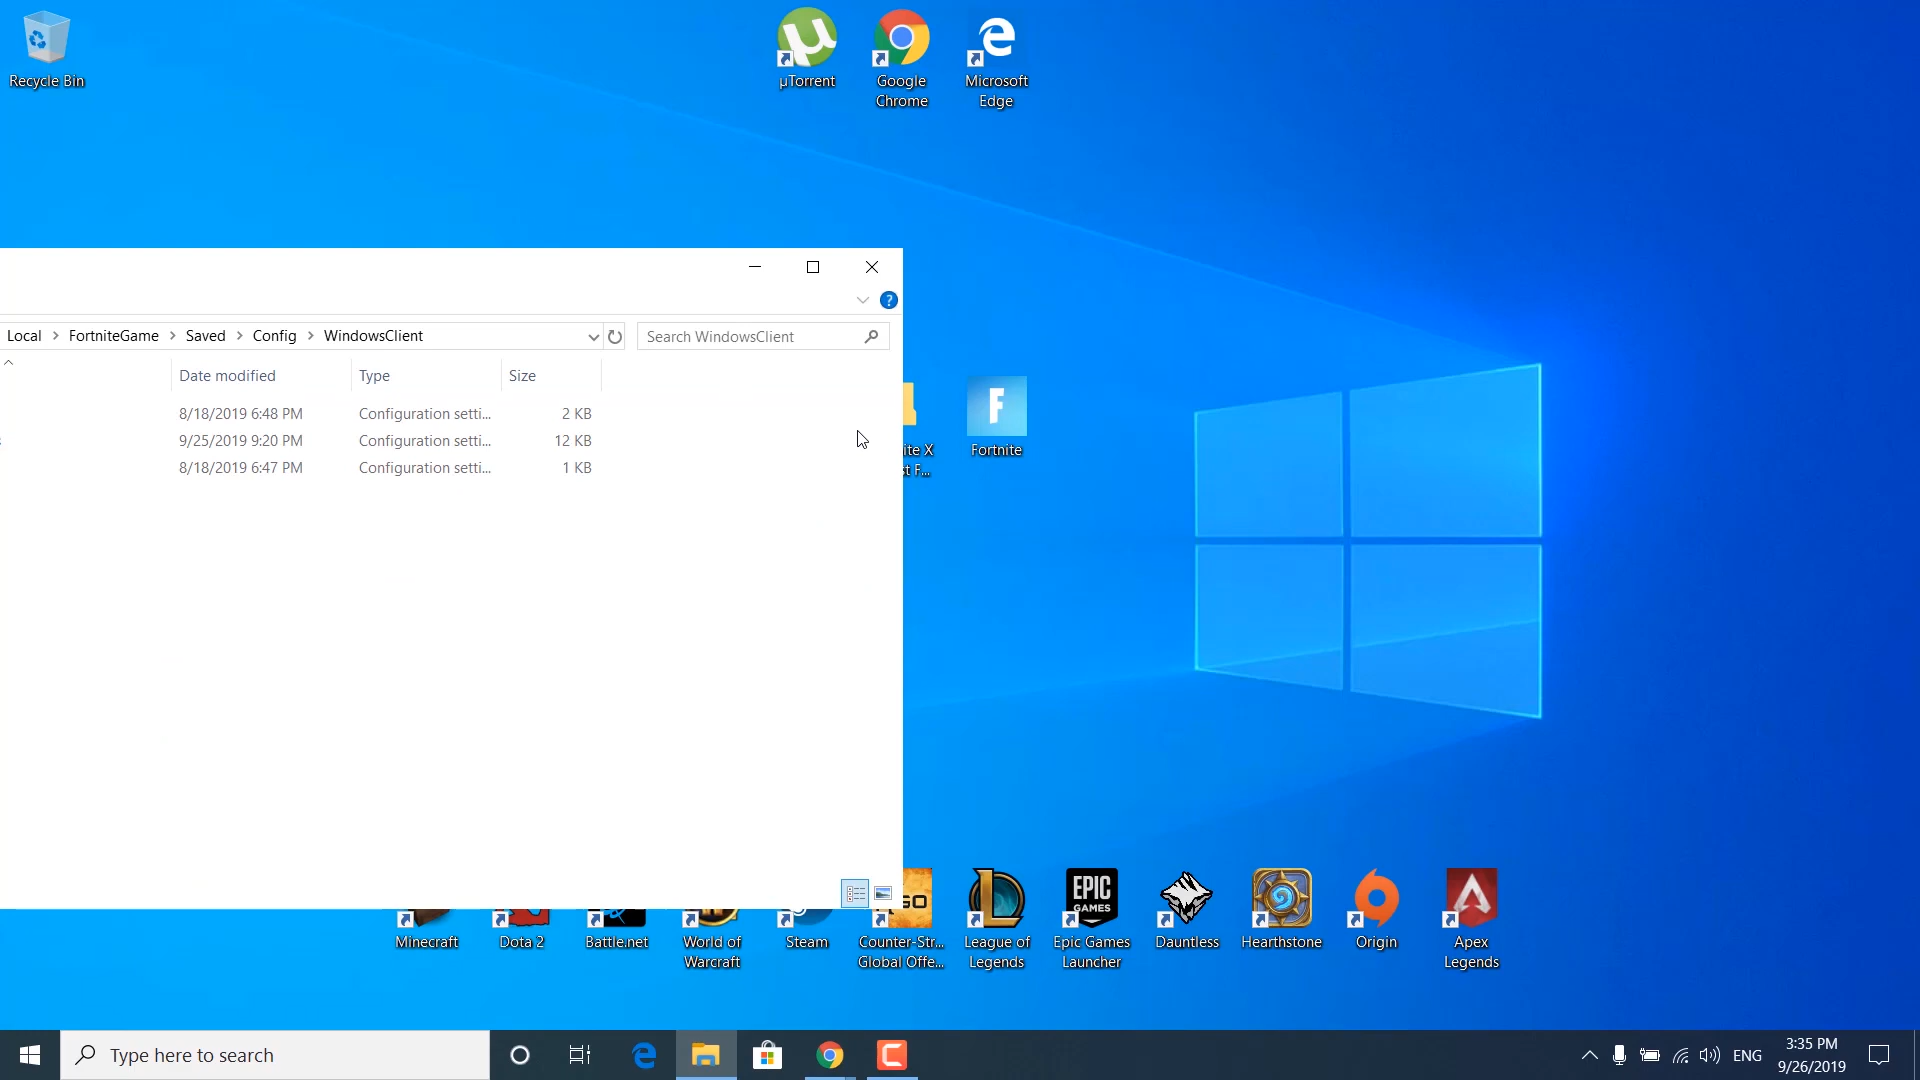 Recycle Bin
µTorrent
Google
Chrome
Microsoft
Edge
?
Local > FortniteGame > Saved > Config > WindowsClient
Search WindowsClient
Date modified
Type
Size
8/18/2019 6:48 PM
Configuration setti...
2 KB
9/25/2019 9:20 PM
Configuration setti...
12 KB
8/18/2019 6:47 PM
Configuration setti...
1 KB
ite X
st F...
F
Fortnite
GO
EPIC
GAMES
Minecraft
Dota 2
Battle.net
World of
Warcraft
Steam
Counter-Str...
Global Offe...
League of
Legends
Epic Games
Launcher
Dauntless
Hearthstone
Origin
Apex
Legends
Type here to search
ENG
3:35 PM
9/26/2019